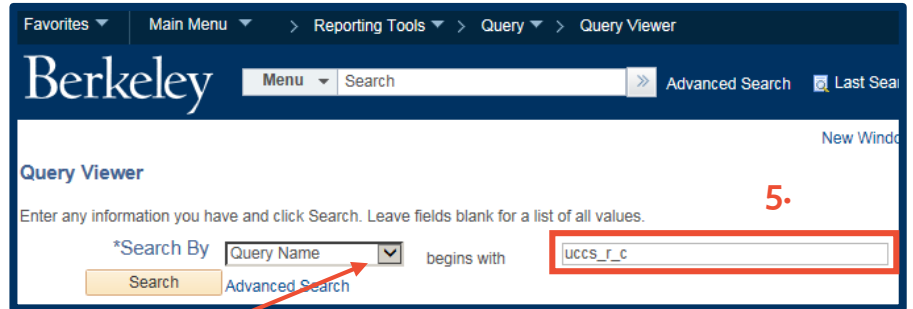 Favorites Main Menu > Reporting Tools > Query > Query Viewer
Berkeley Menu Search >> Advanced Search Last Sear
New Windo
Query Viewer
5.
Enter any information you have and click Search. Leave fields blank for a list of all values.
*Search By Query Name begins with uccs_r_c
Search Advanced Search